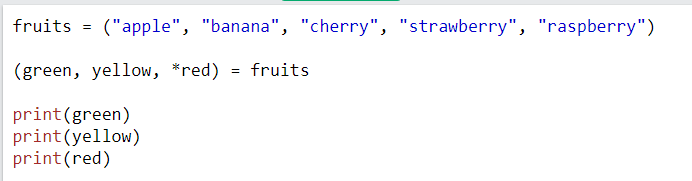 fruits = ("apple", "banana", "cherry", "strawberry", "raspberry")
(green, yellow, *red) = fruits
print(green)
print(yellow)
print(red)